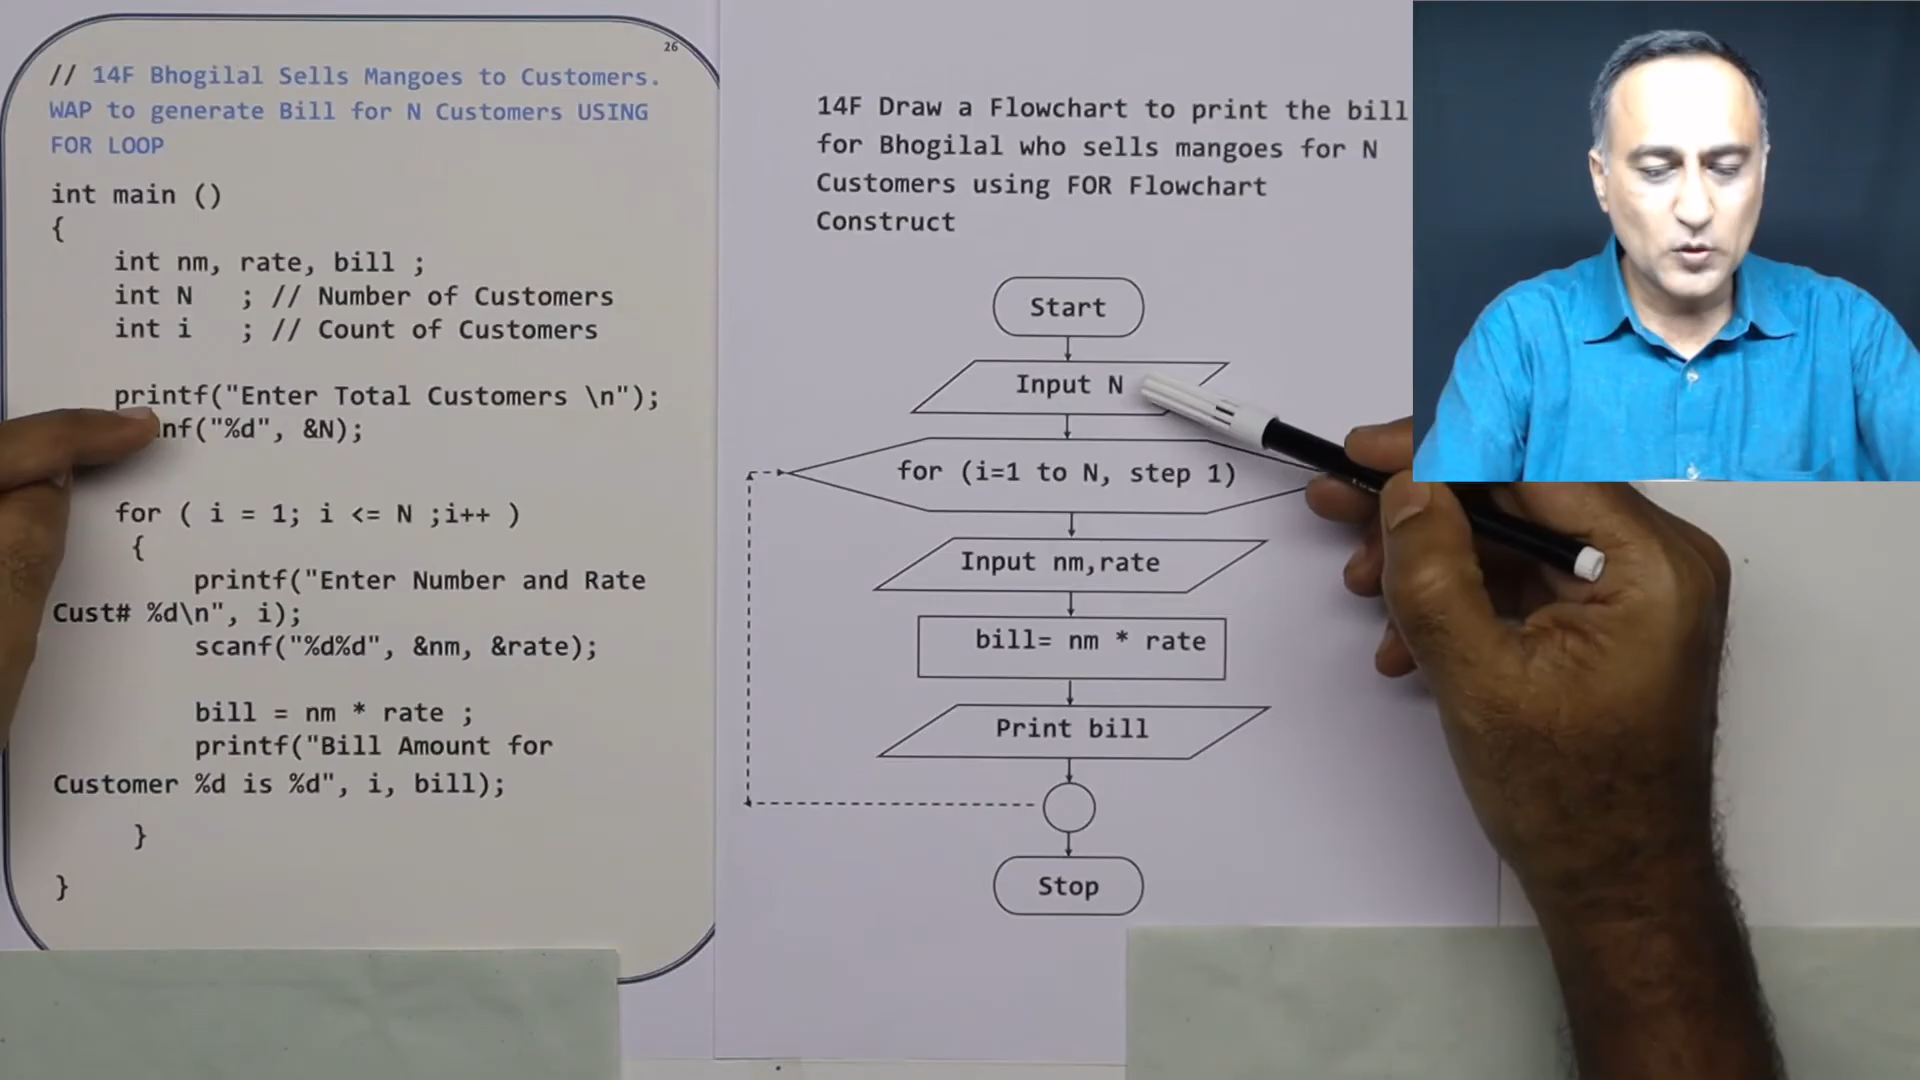 26
// 14F Bhogilal Sells Mangoes to Customers.
WAP to generate Bill for N Customers USING
FOR LOOP
int main ()
{
int nm, rate, bill ;
int N ; // Number of Customers
int i ; // Count of Customers
printf("Enter Total Customers \n");
nf("%d", &N);
for ( i = 1; i <= N ;i++ )
{
printf("Enter Number and Rate
Cust# %d\n", i);
scanf("%d%d", &nm, &rate);
bill = nm * rate ;
printf("Bill Amount for
Customer %d is %d", i, bill);
}
}
14F Draw a Flowchart to print the bill
for Bhogilal who sells mangoes for N
Customers using FOR Flowchart
Construct
Start
Input N
for (i=1 to N, step 1)
Input nm,rate
bill= nm * rate
Print bill
Stop